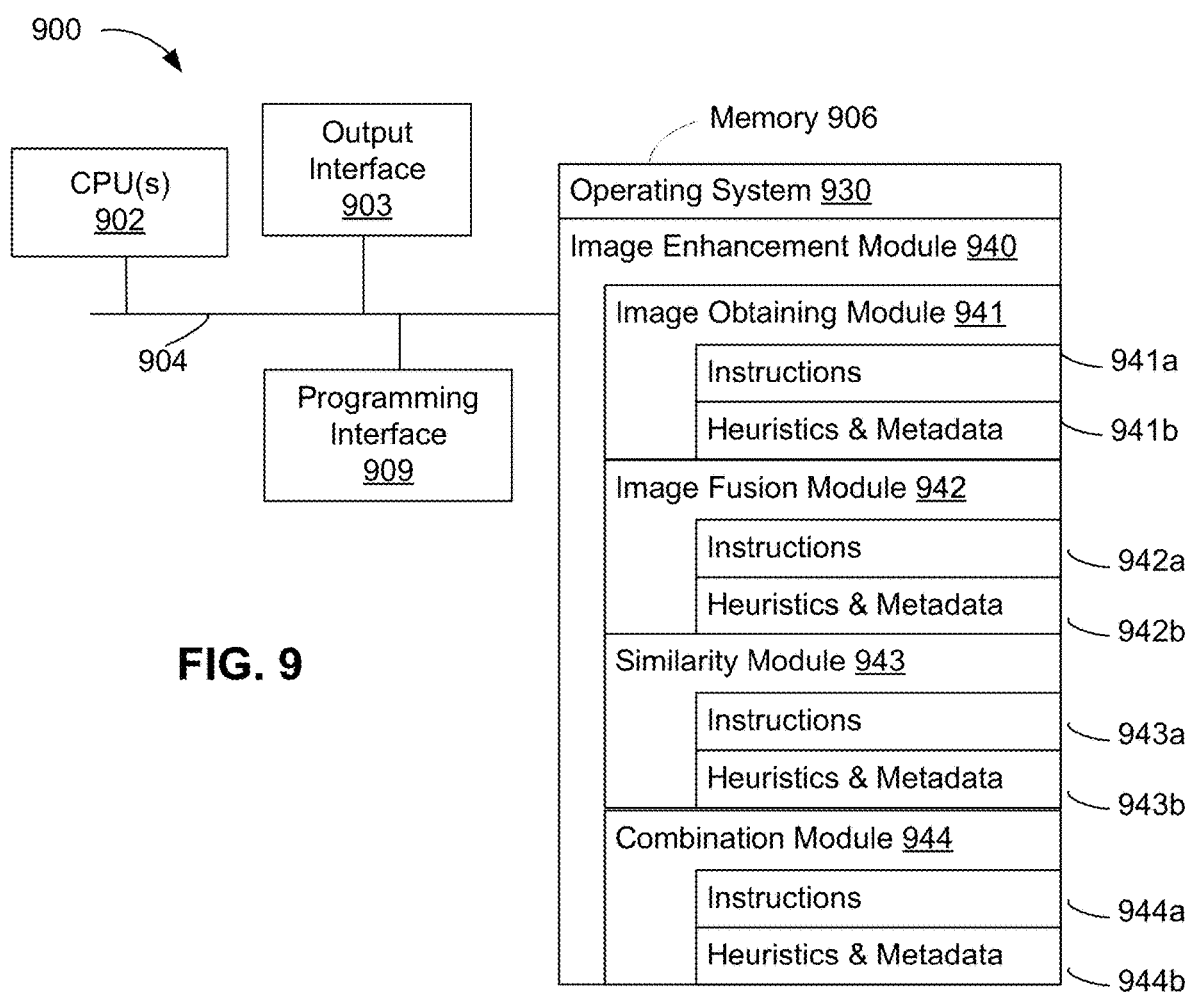 900
CPU(s)
902
Output
Interface
903
904
Programming
Interface
909
FIG. 9
Memory 906
Operating System 930
Image Enhancement Module 940
Image Obtaining Module 941
Instructions
941a
Heuristics & Metadata
941b
Image Fusion Module 942
Instructions
942a
Heuristics & Metadata
942b
Similarity Module 943
Instructions
943a
Heuristics & Metadata
943b
Combination Module 944
Instructions
944a
Heuristics & Metadata
944b